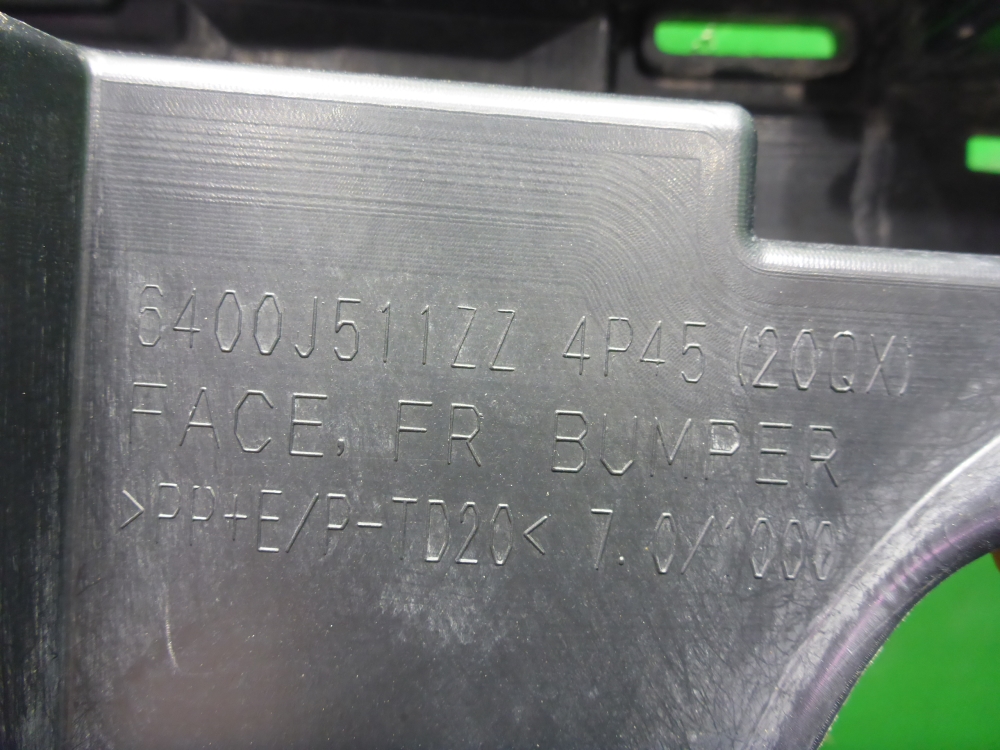 6400J511ZZ 4P45 (20QX)
FACE, FR BUMPER
>PP+E/P-TD20< 7.0/1000